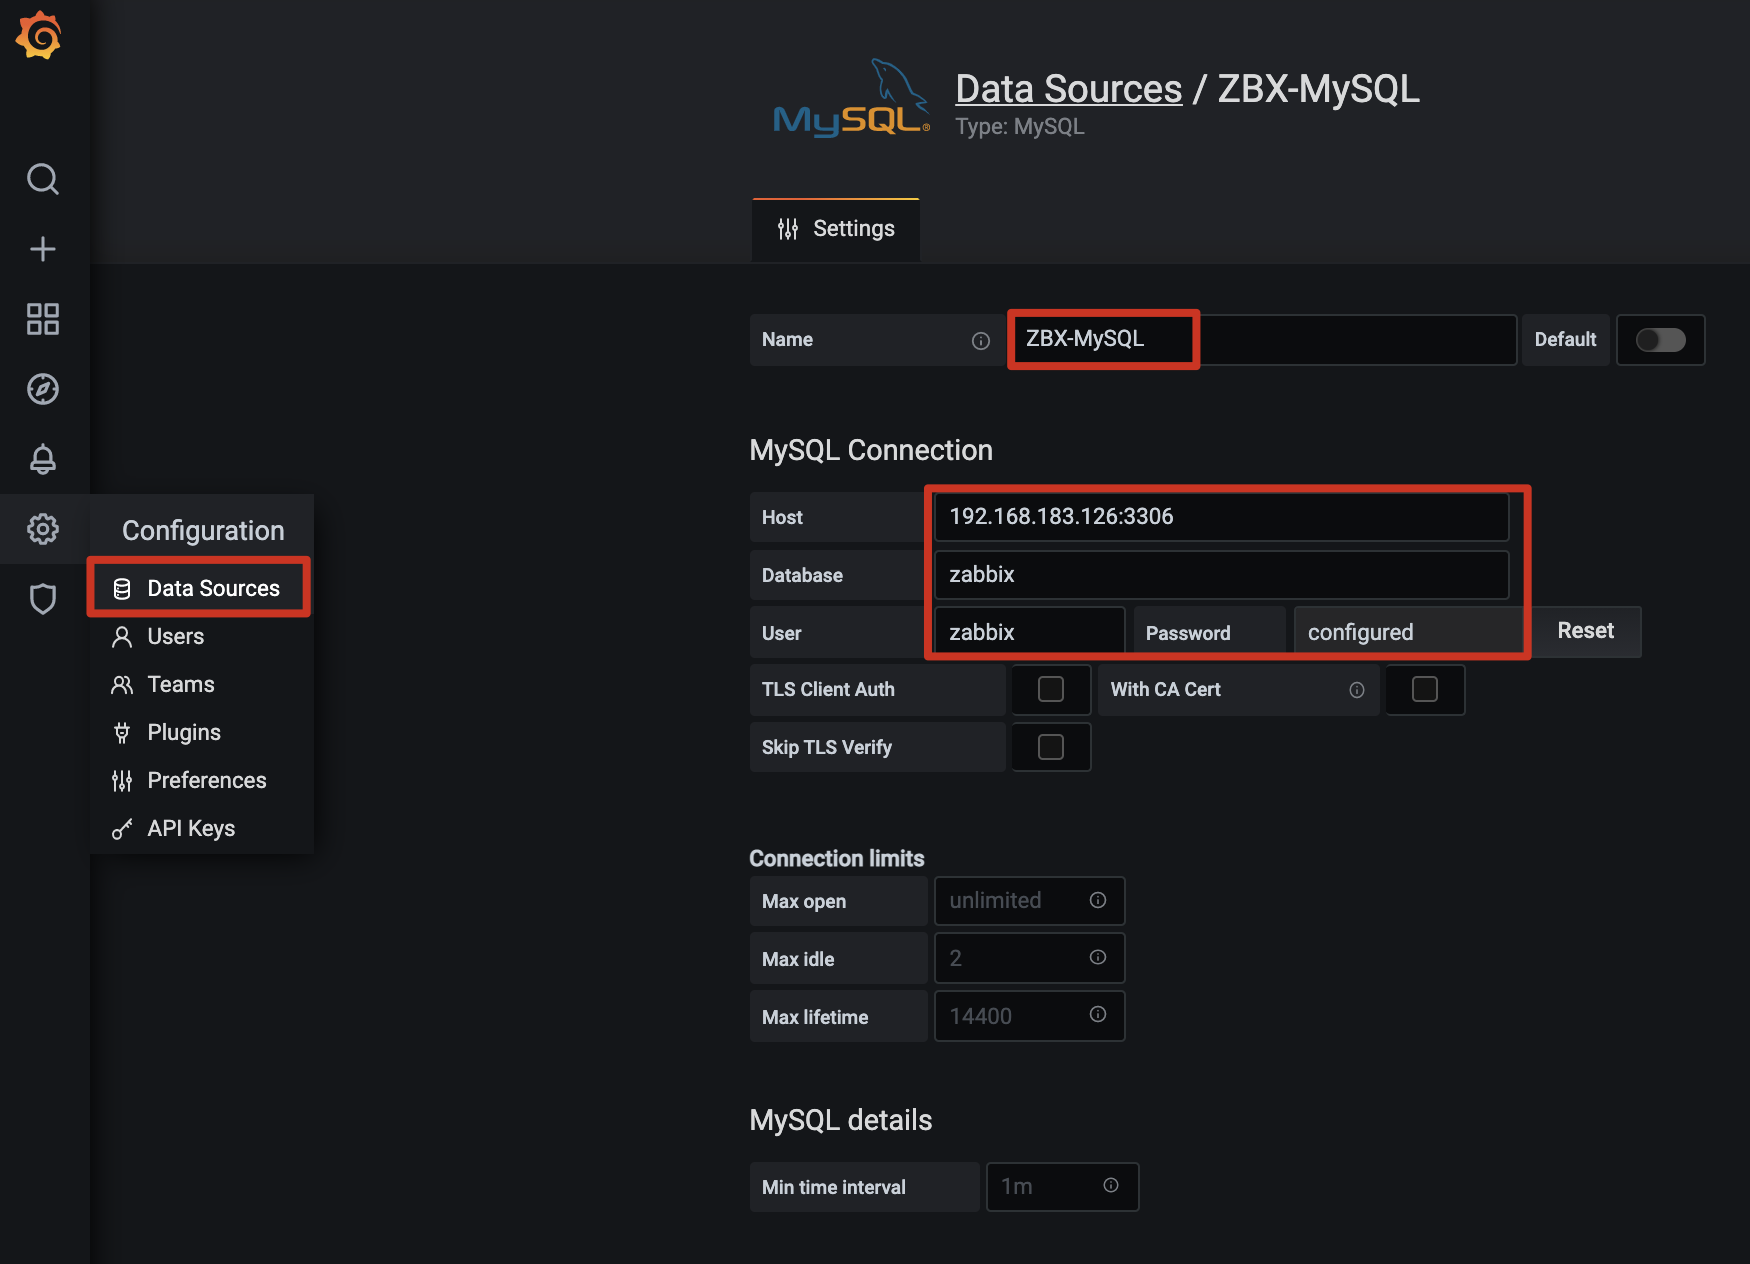 MySQL®
Data Sources / ZBX-MySQL
Type: MySQL
Settings
Name ZBX-MySQL Default
MySQL Connection
Host 192.168.183.126:3306
Database zabbix
User zabbix Password configured Reset
TLS Client Auth With CA Cert
Skip TLS Verify
Configuration
Data Sources
Users
Teams
Plugins
Preferences
API Keys
Connection limits
Max open unlimited
Max idle 2
Max lifetime 14400
MySQL details
Min time interval 1m